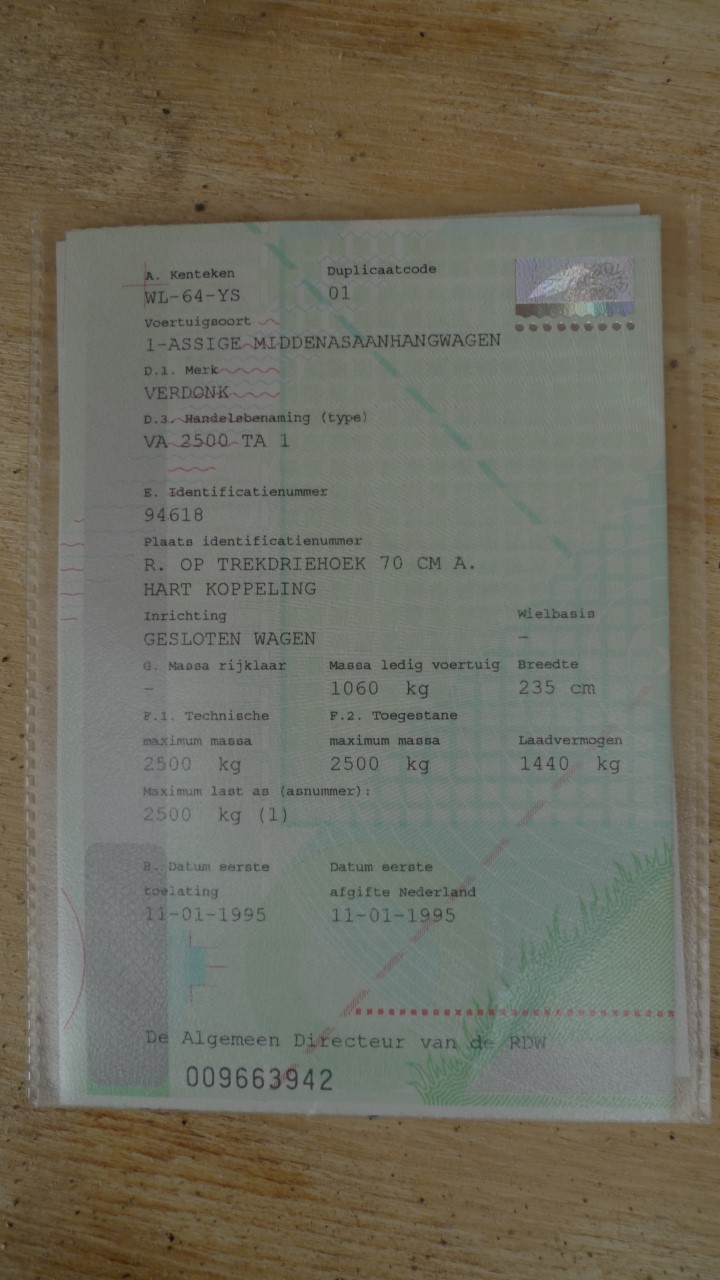 A. Kenteken Duplicaatcode
WL-64-YS 01
Voertuigsoort
1-ASSIGE MIDDENASAANHANGWAGEN
D.1. Merk
VERDONK
D.3. Handelsbenaming (type)
VA 2500 TA 1
E. Identificatienummer
94618
Plaats identificatienummer
R. OP TREKDRIEHOEK 70 CM A.
HART KOPPELING
Inrichting Wielbasis
GESLOTEN WAGEN –
G. Massa rijklaar Massa ledig voertuig Breedte
– 1060 kg 235 cm
F.1. Technische F.2. Toegestane
maximum massa maximum massa Laadvermogen
2500 kg 2500 kg 1440 kg
Maximum last as (asnummer):
2500 kg (1)
B. Datum eerste Datum eerste
toelating afgifte Nederland
11-01-1995 11-01-1995
De Algemeen Directeur van de RDW
009663942